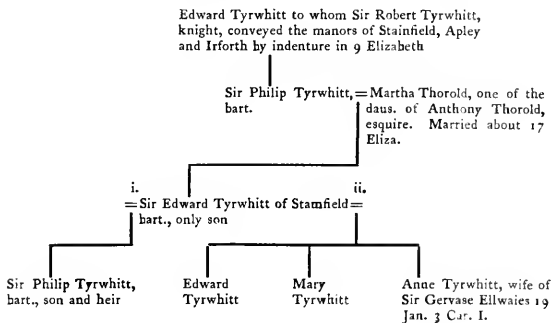 Edward Tyrwhitt to whom Sir Robert Tyrwhitt,
knight, conveyed the manors of Stainfield, Apley
and Irforth by indenture in 9 Elizabeth
Sir Philip Tyrwhitt,
bart.
= Martha Thorold, one of the
daus. of Anthony Thorold,
esquire. Married about 17
Eliza.
i.
ii.
= Sir Edward Tyrwhitt of Stamfield =
bart., only son
Sir Philip Tyrwhitt,
bart., son and heir
Edward
Tyrwhitt
Mary
Tyrwhitt
Anne Tyrwhitt, wife of
Sir Gervase Ellwaies 19
Jan. 3 Car. I.